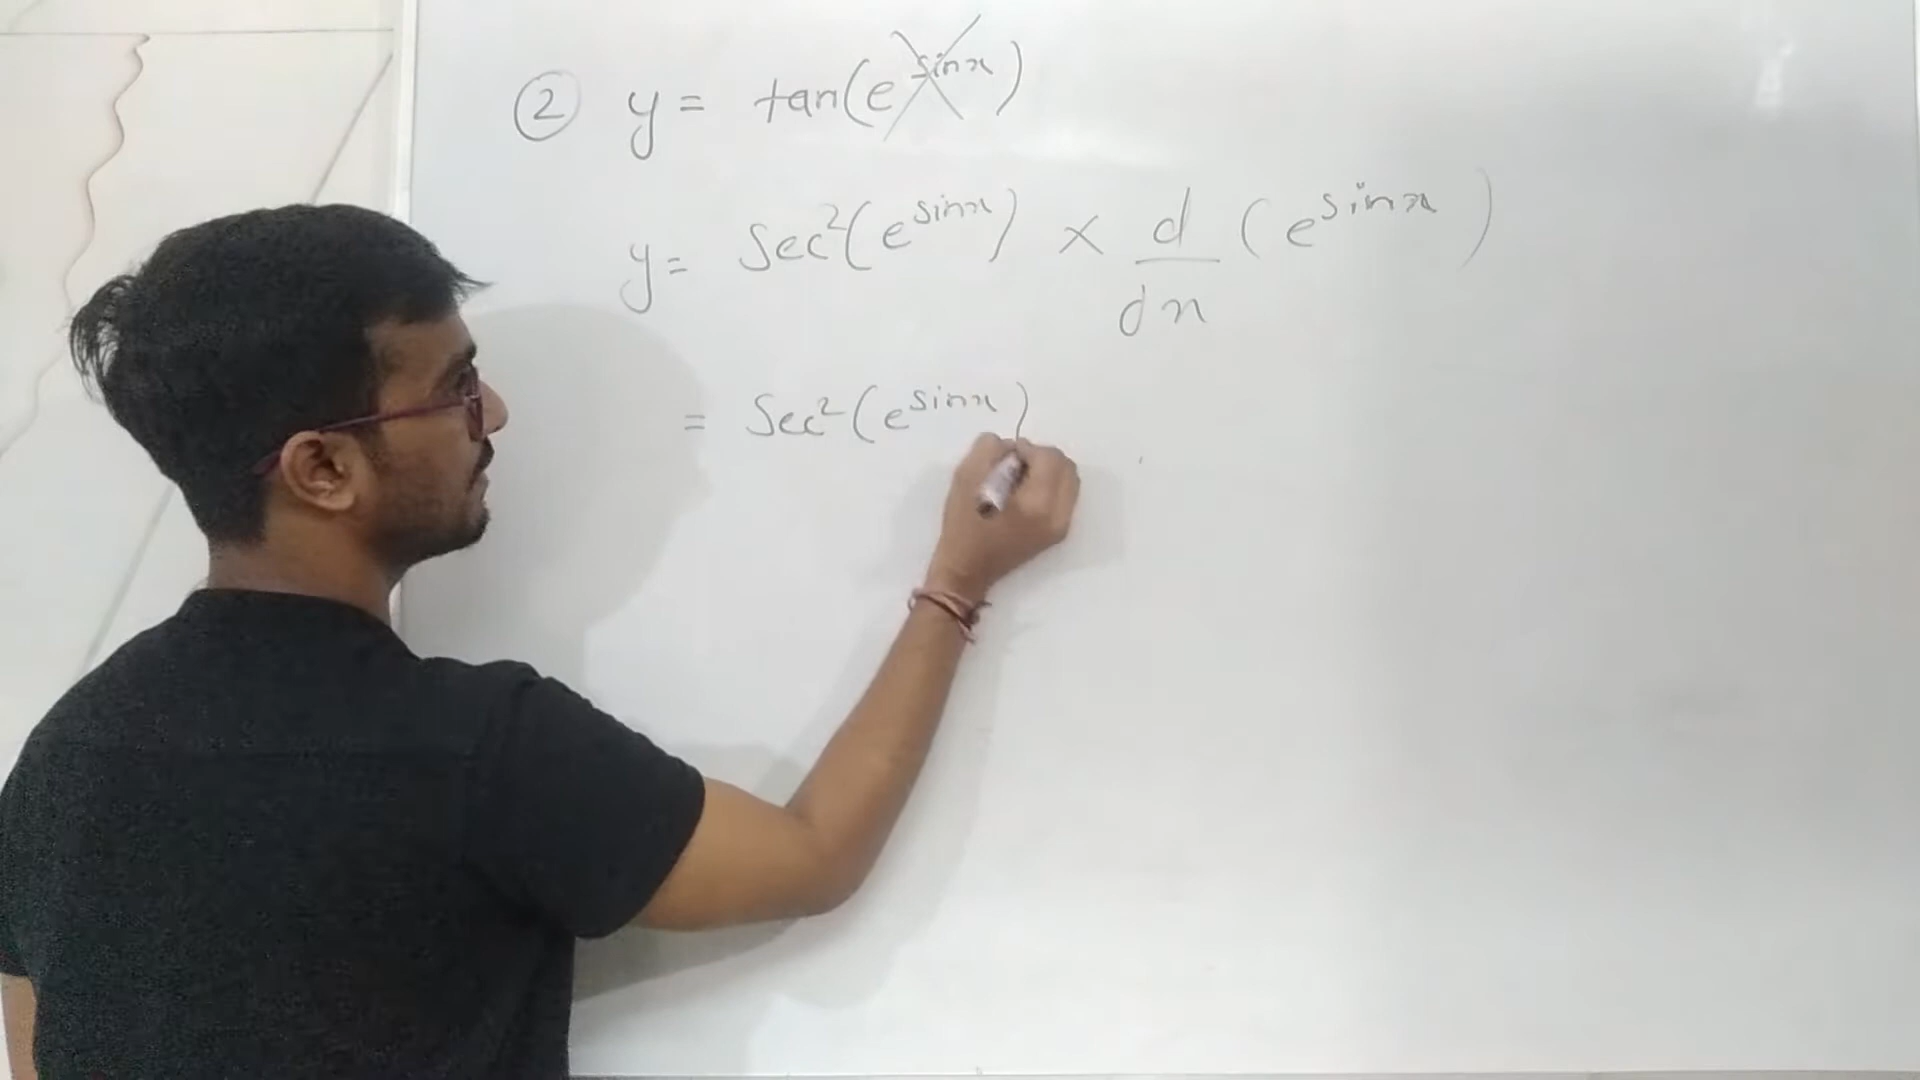 ② y = tan(e^sinx)
y = Sec²(e^sinx) × d/dx (e^sinx)
= Sec²(e^sinx)